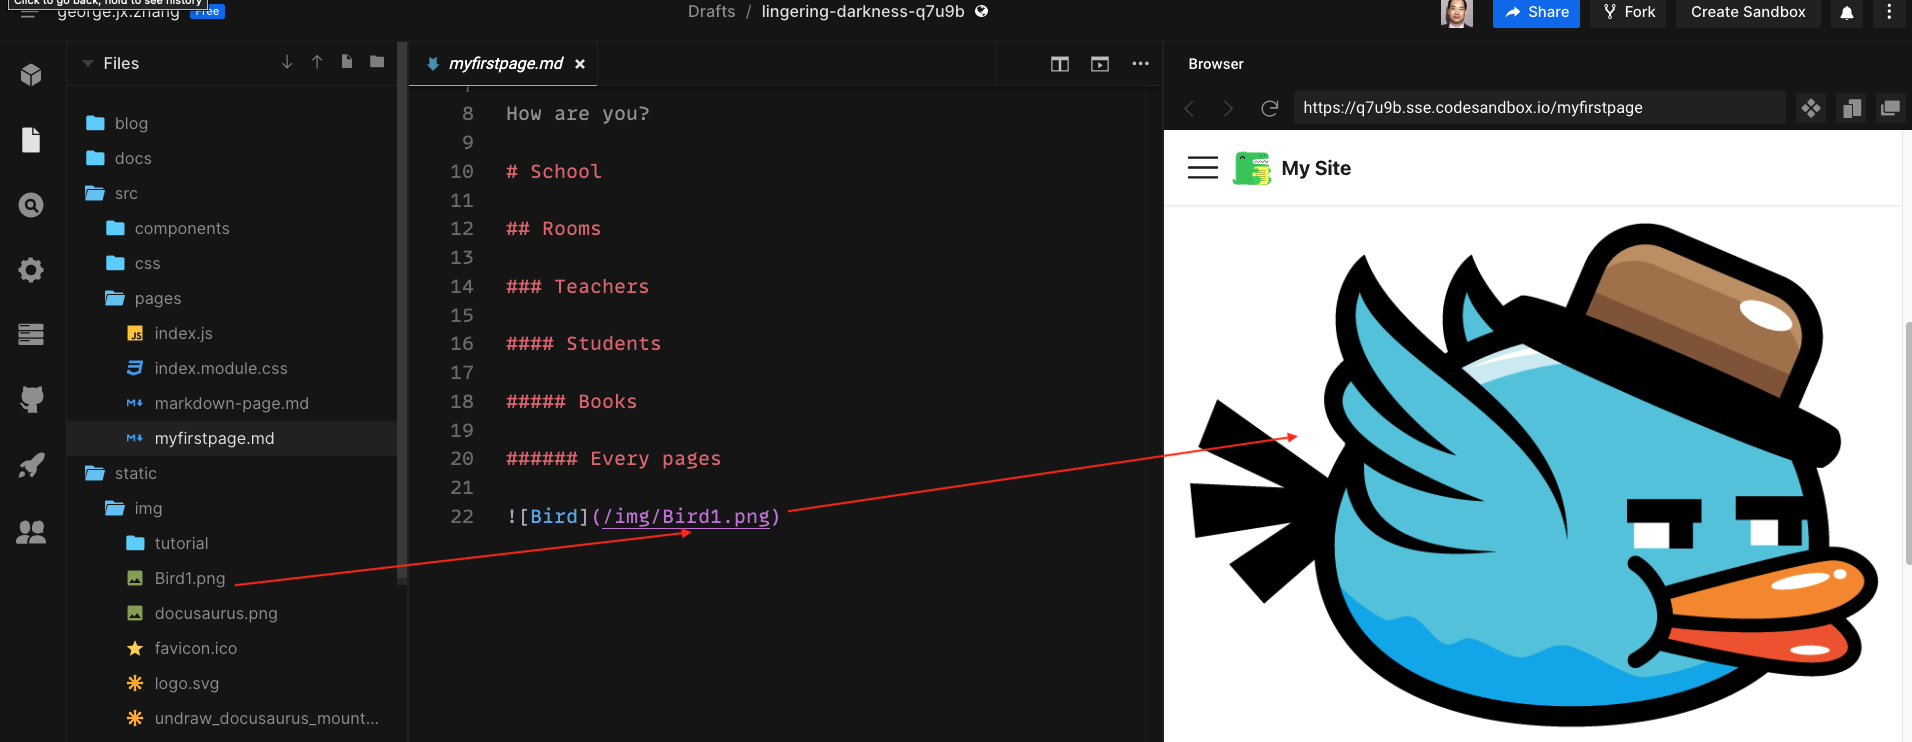 Click to go back, hold to see history
george.jx.zhang Free
Drafts / lingering-darkness-q7u9b
Share
Fork
Create Sandbox
Files
blog
docs
src
components
css
pages
JS index.js
index.module.css
markdown-page.md
myfirstpage.md
static
img
tutorial
Bird1.png
docusaurus.png
favicon.ico
logo.svg
undraw_docusaurus_mount...
myfirstpage.md
7
8 How are you?
9
10 # School
11
12 ## Rooms
13
14 ### Teachers
15
16 #### Students
17
18 ##### Books
19
20 ###### Every pages
21
22 ![Bird](/img/Bird1.png)
Browser
https://q7u9b.sse.codesandbox.io/myfirstpage
My Site